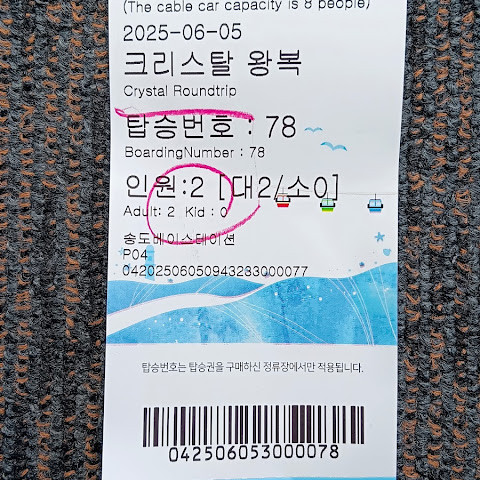 (The cable car capacity is 8 people)
2025-06-05
크리스탈 왕복
Crystal Roundtrip
탑승번호 : 78
BoardingNumber : 78
인원:2 [대2/소0]
Adult: 2 Kid : 0
송도베이스테이션
P04
04202506050943283000077
탑승번호는 탑승권을 구매하신 정류장에서만 적용됩니다.
042506053000078